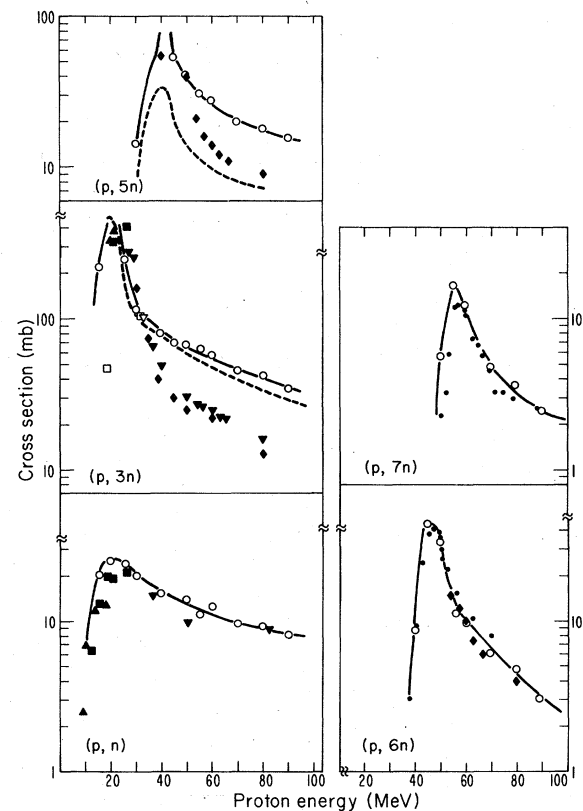 100
10
(p, 5n)
100
Cross section (mb)
10
(p, 3n)
10
(p, 7n)
1
10
10
(p, n)
(p, 6n)
1
1
20 40 60 80 100
20 40 60 80 100
Proton energy (MeV)